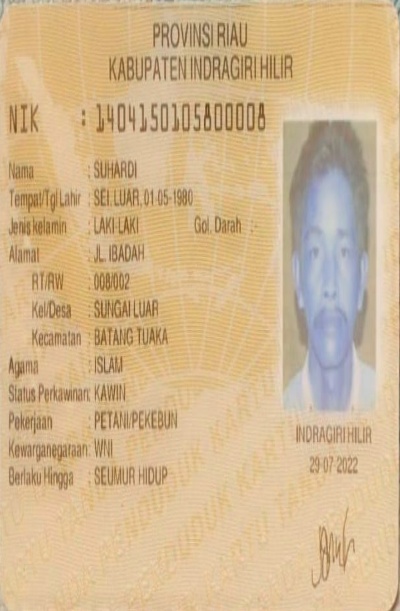 PROVINSI RIAU
KABUPATEN INDRAGIRI HILIR
NIK : 1404150105800008
Nama : SUHARDI
Tempat/Tgl Lahir : SEI. LUAR, 01-05-1980
Jenis kelamin : LAKI-LAKI Gol. Darah :-
Alamat : JL. IBADAH
RT/RW : 008/002
Kel/Desa : SUNGAI LUAR
Kecamatan : BATANG TUAKA
Agama : ISLAM
Status Perkawinan: KAWIN
Pekerjaan : PETANI/PEKEBUN
Kewarganegaraan: WNI
Berlaku Hingga : SEUMUR HIDUP
INDRAGIRI HILIR
29-07-2022